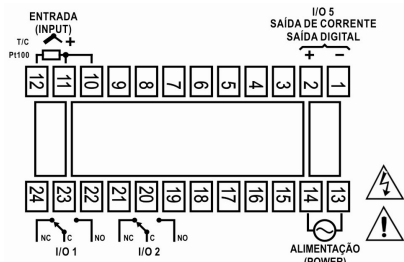 ENTRADA
(INPUT)
T/C
+
Pt100
I/O 5
SAÍDA DE CORRENTE
SAÍDA DIGITAL
+ −
12 11 10 9 8 7 6 5 4 3 2 1
24 23 22 21 20 19 18 17 16 15 14 13
NC C NO NC C NO
I/O 1 I/O 2
ALIMENTAÇÃO
(POWER)